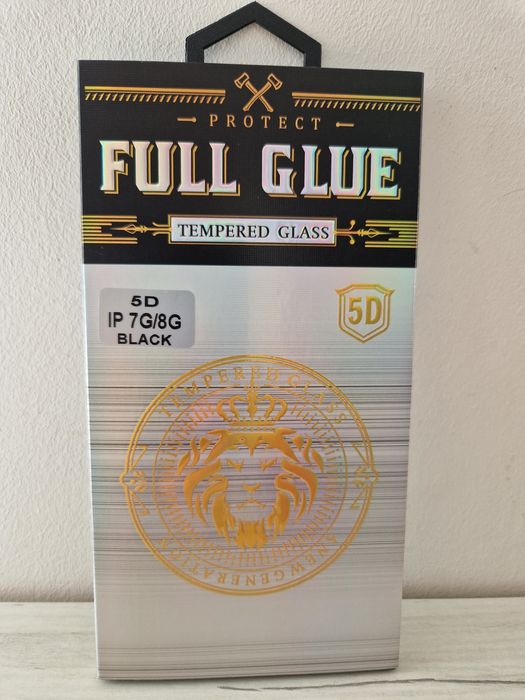 PROTECT
FULL GLUE
TEMPERED GLASS
5D
IP 7G/8G
BLACK
5D
TEMPERED GLASS
A NEW GENERATION